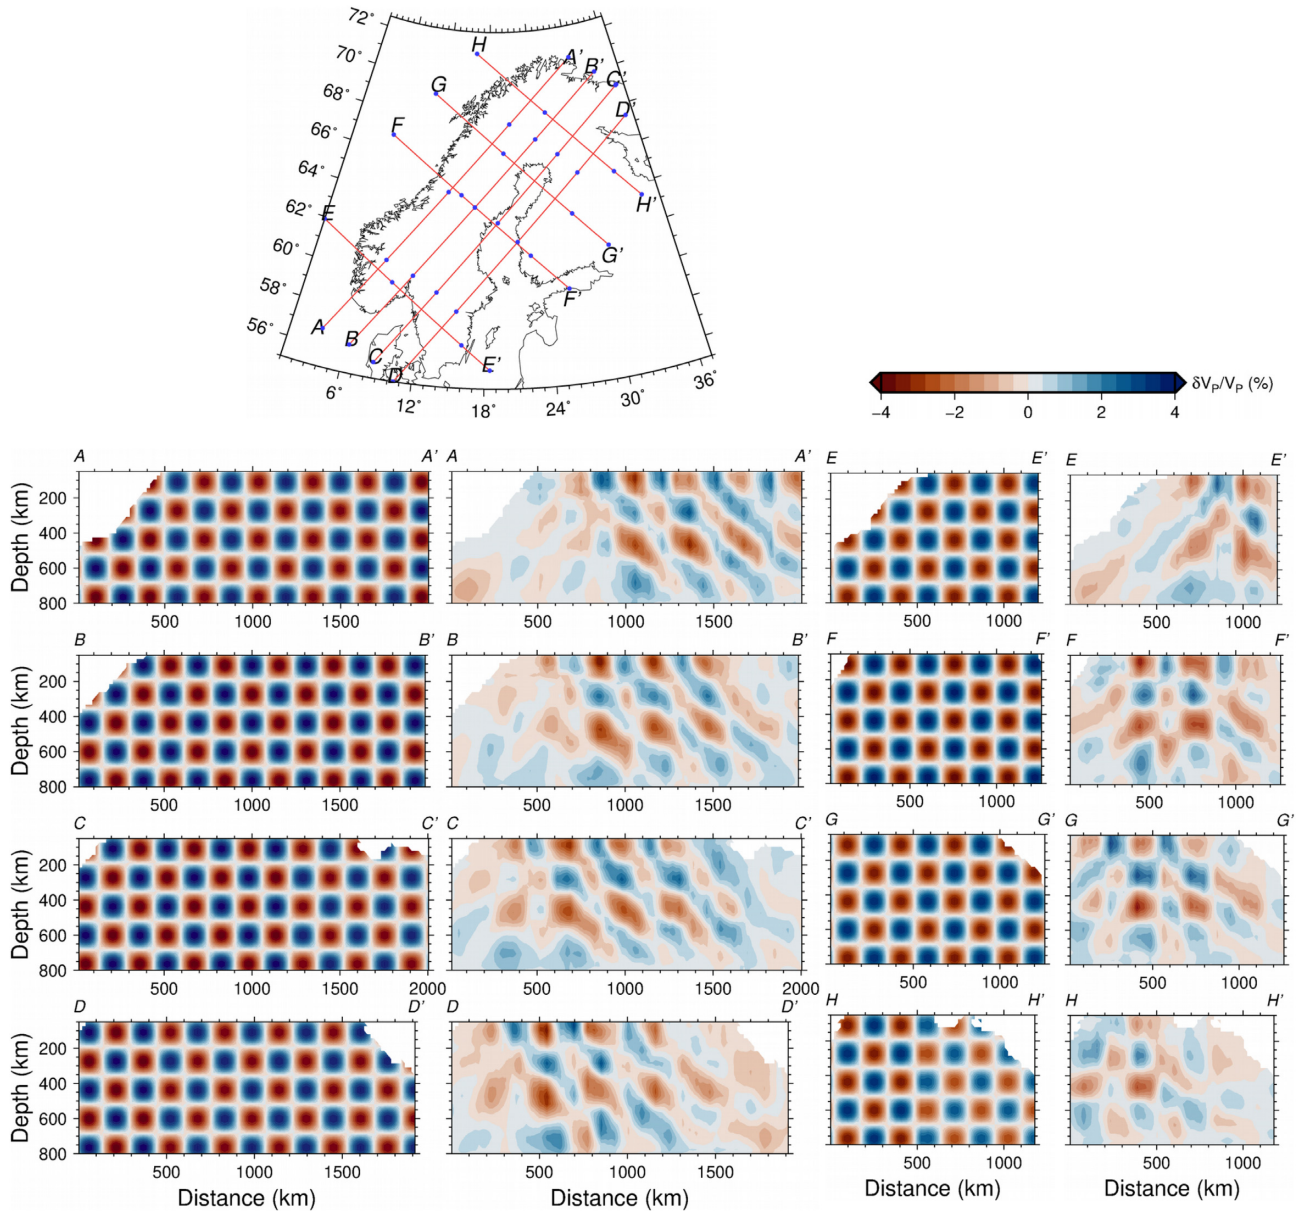 72°
70°
68°
66°
64°
62°
60°
58°
56°
6°
12°
18°
24°
30°
36°
H
A'
B'
C'
D'
G
F
E
H'
G'
F'
E'
A
B
C
D
δV_P/V_P (%)
−4 −2 0 2 4
A A' A A' E E' E E'
Depth (km)
200
400
600
800
500 1000 1500 500 1000 1500 500 1000 500 1000
B B' B B' F F' F F'
Depth (km)
200
400
600
800
500 1000 1500 500 1000 1500 500 1000 500 1000
C C' C C' G G' G G'
Depth (km)
200
400
600
800
500 1000 1500 2000 500 1000 1500 2000 500 1000 500 1000
D D' D D' H H' H H'
Depth (km)
200
400
600
800
500 1000 1500 500 1000 1500 500 1000 500 1000
Distance (km) Distance (km) Distance (km) Distance (km)